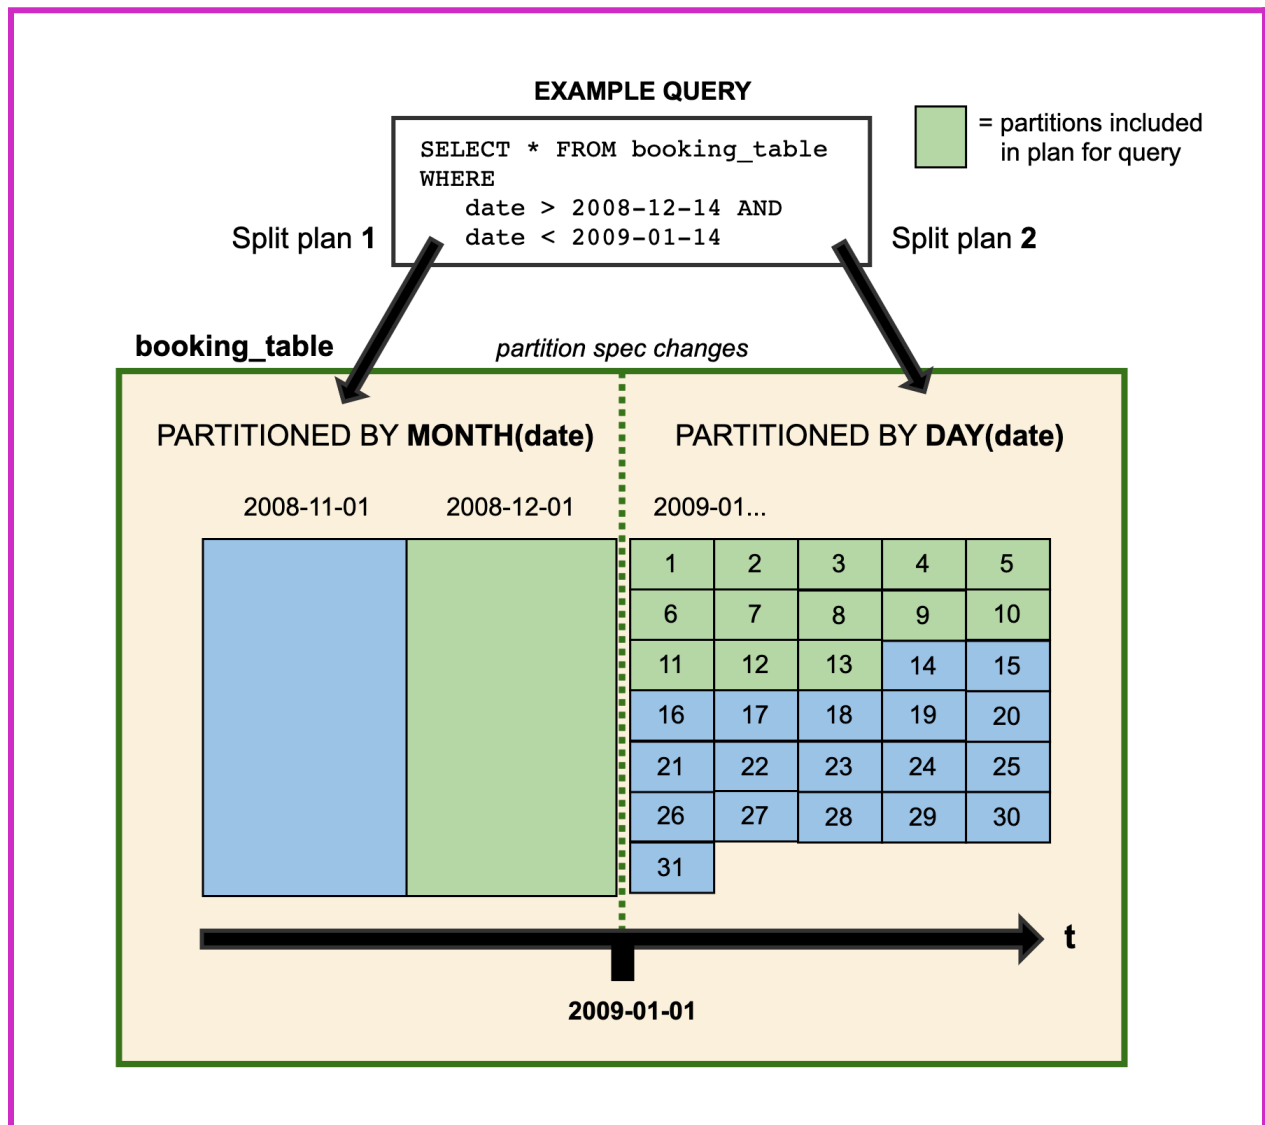 EXAMPLE QUERY
SELECT * FROM booking_table
WHERE
date > 2008-12-14 AND
date < 2009-01-14
= partitions included
in plan for query
Split plan 1
Split plan 2
booking_table
partition spec changes
PARTITIONED BY MONTH(date)
PARTITIONED BY DAY(date)
2008-11-01
2008-12-01
2009-01...
1 2 3 4 5
6 7 8 9 10
11 12 13 14 15
16 17 18 19 20
21 22 23 24 25
26 27 28 29 30
31
t
2009-01-01